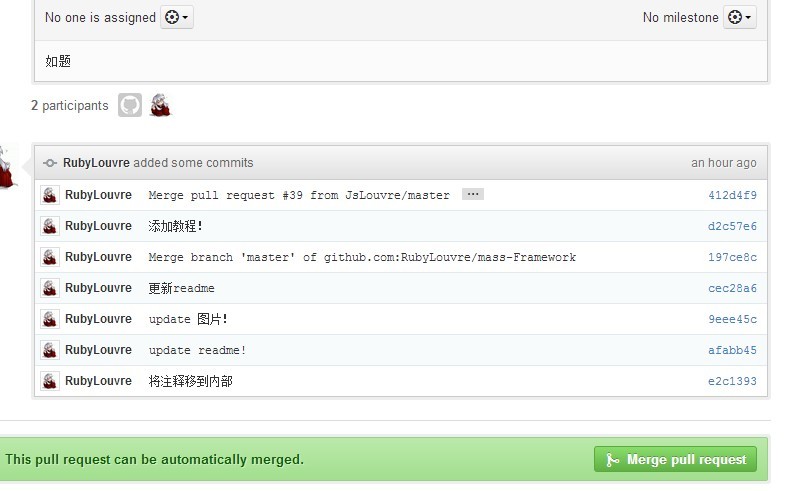 No one is assigned No milestone
如题
2 participants
RubyLouvre added some commits an hour ago
RubyLouvre Merge pull request #39 from JsLouvre/master ... 412d4f9
RubyLouvre 添加教程! d2c57e6
RubyLouvre Merge branch 'master' of github.com:RubyLouvre/mass-Framework 197ce8c
RubyLouvre 更新readme cec28a6
RubyLouvre update 图片! 9eee45c
RubyLouvre update readme! afabb45
RubyLouvre 将注释移到内部 e2c1393
This pull request can be automatically merged. Merge pull request